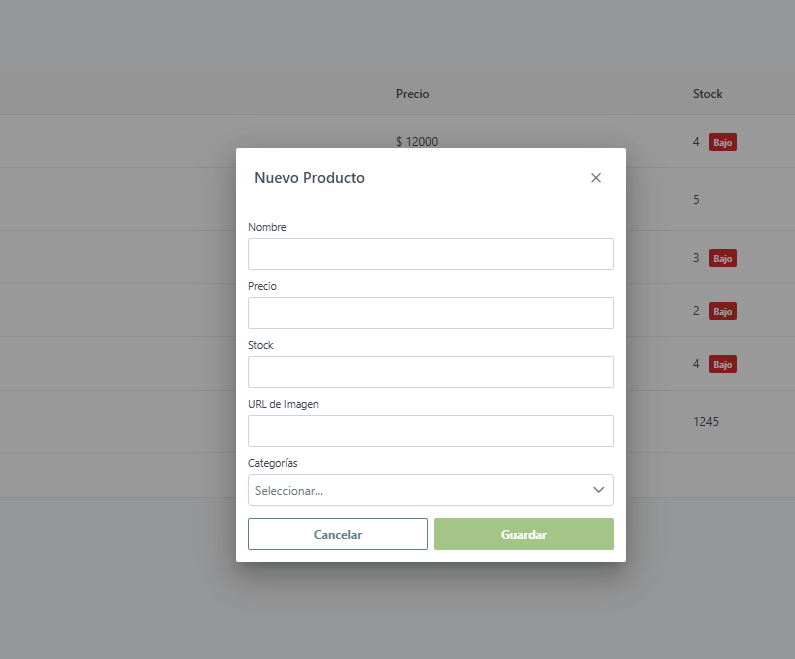 Precio Stock
$ 12000 4 Bajo
Nuevo Producto
5
Nombre
3 Bajo
Precio
2 Bajo
Stock
4 Bajo
URL de Imagen
1245
Categorías
Seleccionar...
Cancelar Guardar